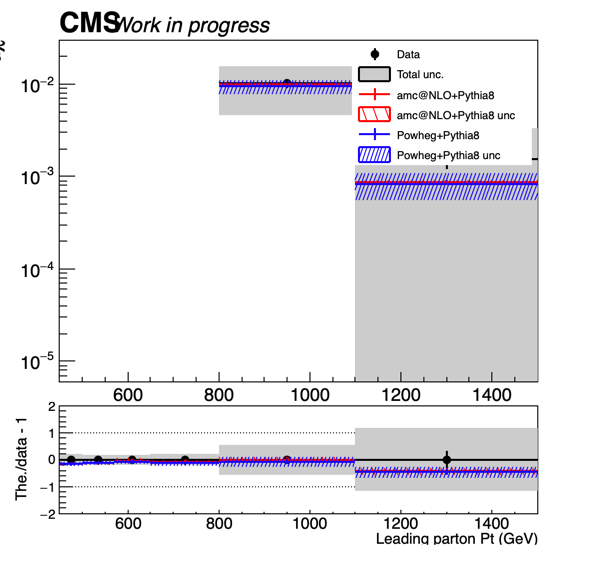 CMS Work in progress
Data
Total unc.
amc@NLO+Pythia8
amc@NLO+Pythia8 unc
Powheg+Pythia8
Powheg+Pythia8 unc
10⁻²
10⁻³
10⁻⁴
10⁻⁵
600 800 1000 1200 1400
The./data - 1
2
1
0
−1
−2
600 800 1000 1200 1400
Leading parton Pt (GeV)